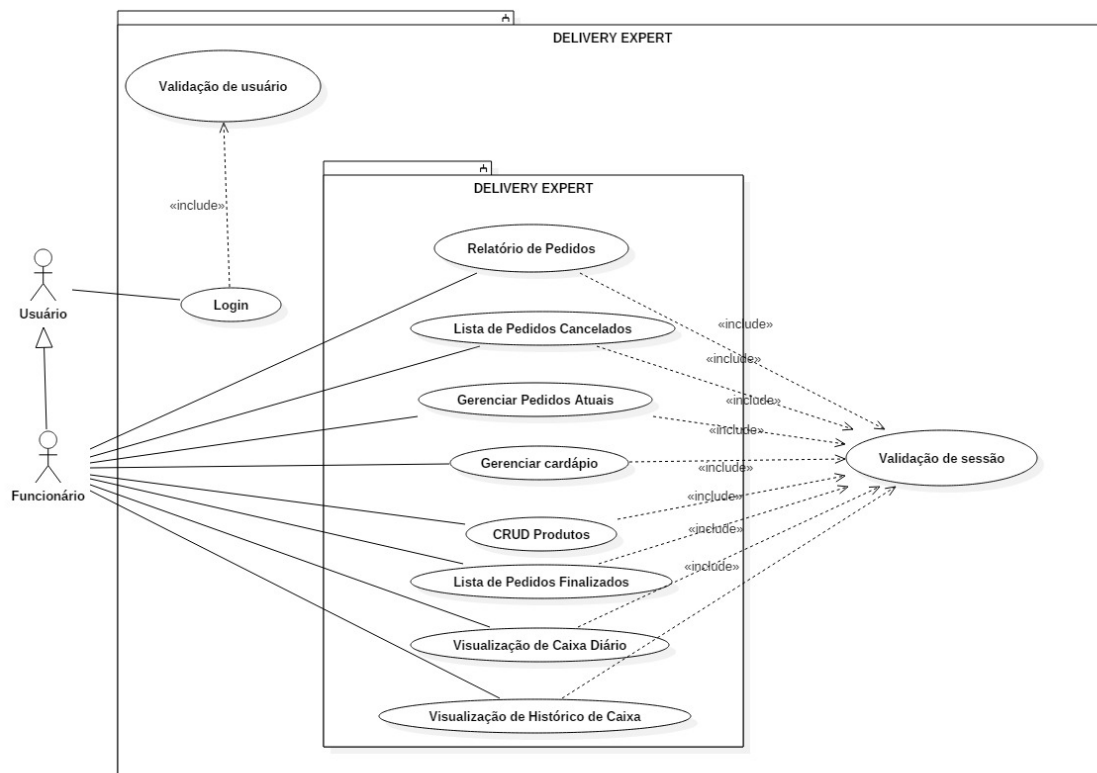 DELIVERY EXPERT
Validação de usuário
«include»
DELIVERY EXPERT
Relatório de Pedidos
Usuário
Login
Lista de Pedidos Cancelados
«include»
«include»
Gerenciar Pedidos Atuais
«include»
«include»
Gerenciar cardápio
Validação de sessão
«include»
Funcionário
«include»
CRUD Produtos
«include»
Lista de Pedidos Finalizados
«include»
Visualização de Caixa Diário
Visualização de Histórico de Caixa